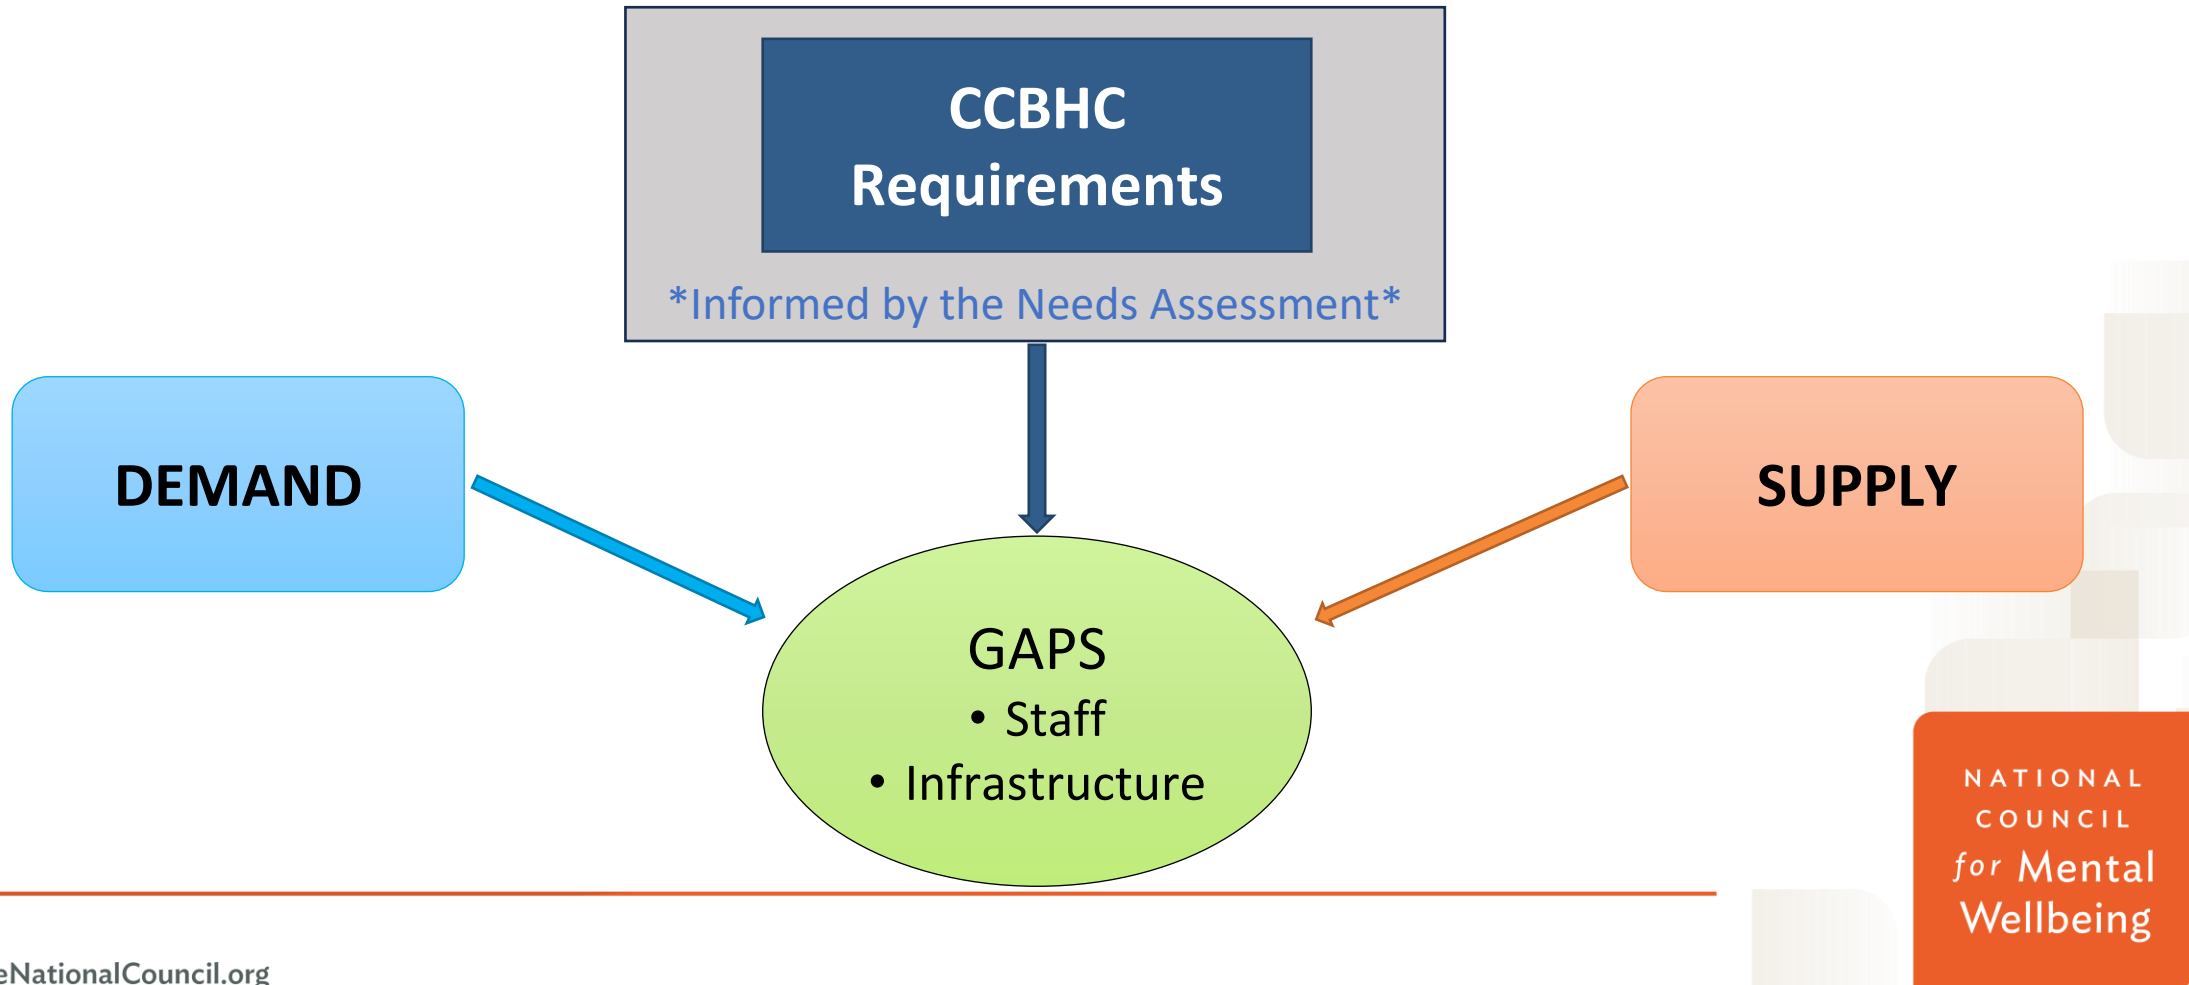 CCBHC
Requirements
*Informed by the Needs Assessment*
DEMAND
SUPPLY
GAPS
• Staff
• Infrastructure
NATIONAL
COUNCIL
for Mental
Wellbeing
eNationalCouncil.org